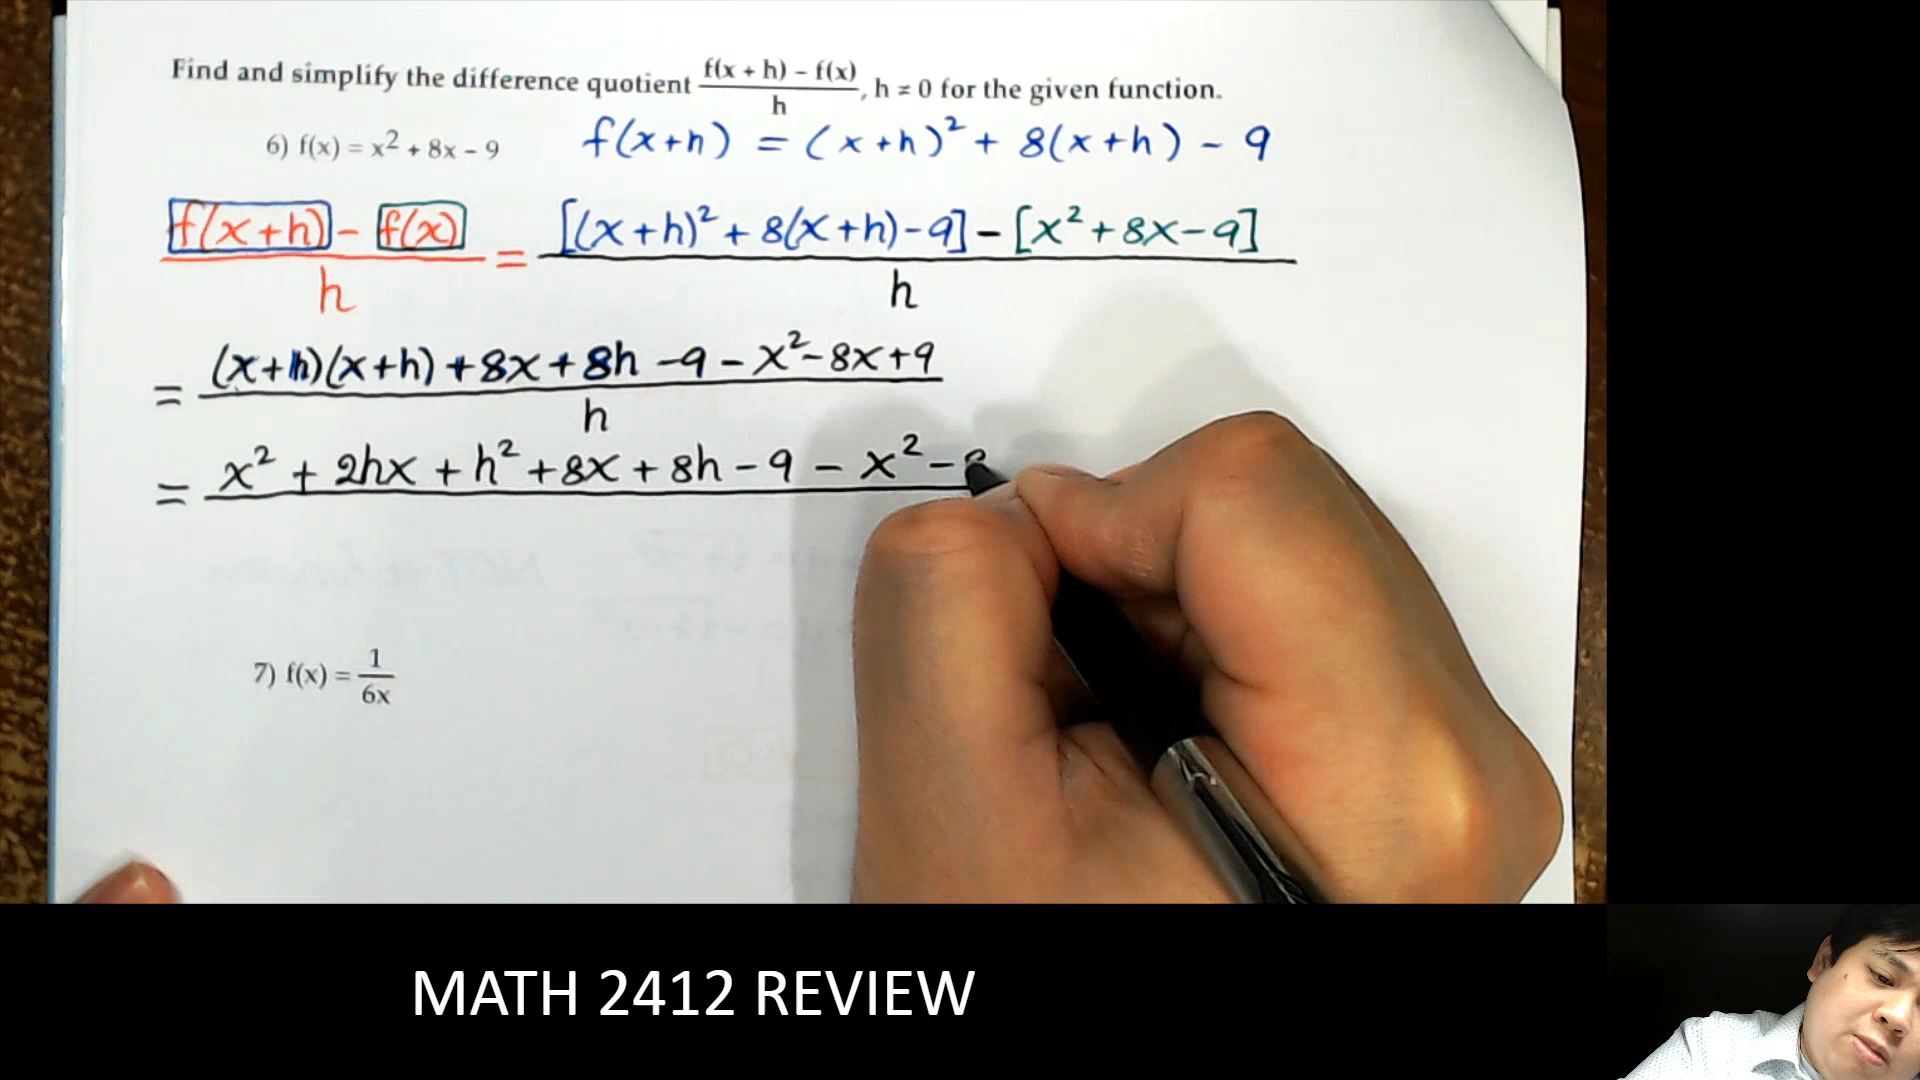 Find and simplify the difference quotient f(x + h) – f(x) / h , h ≠ 0 for the given function.
6) f(x) = x² + 8x – 9 f(x+h) = (x+h)² + 8(x+h) - 9
f(x+h) - f(x) / h = [(x+h)² + 8(x+h) - 9] - [x² + 8x - 9] / h
= (x+h)(x+h) + 8x + 8h - 9 - x² - 8x + 9 / h
= x² + 2hx + h² + 8x + 8h - 9 - x² - 8
7) f(x) = 1 / 6x
MATH 2412 REVIEW